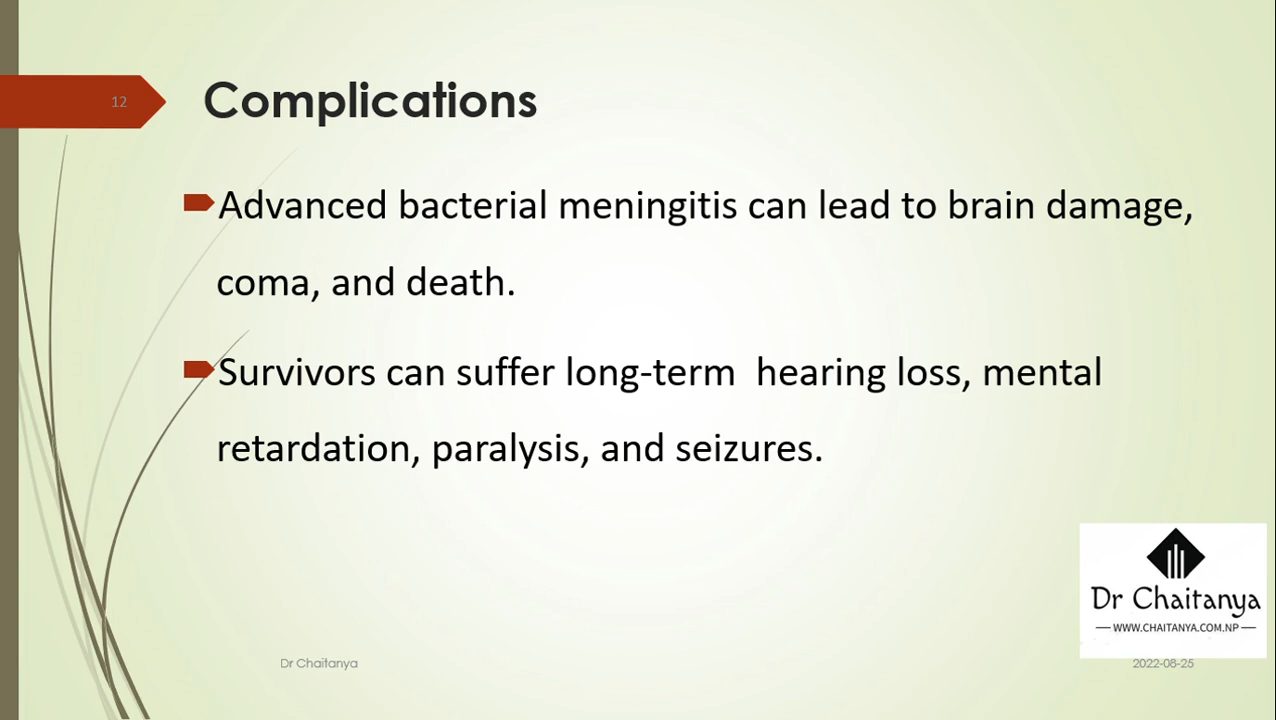 12
Complications
Advanced bacterial meningitis can lead to brain damage,
coma, and death.
Survivors can suffer long-term  hearing loss, mental
retardation, paralysis, and seizures.
Dr Chaitanya
WWW.CHAITANYA.COM.NP
Dr Chaitanya
2022-08-25